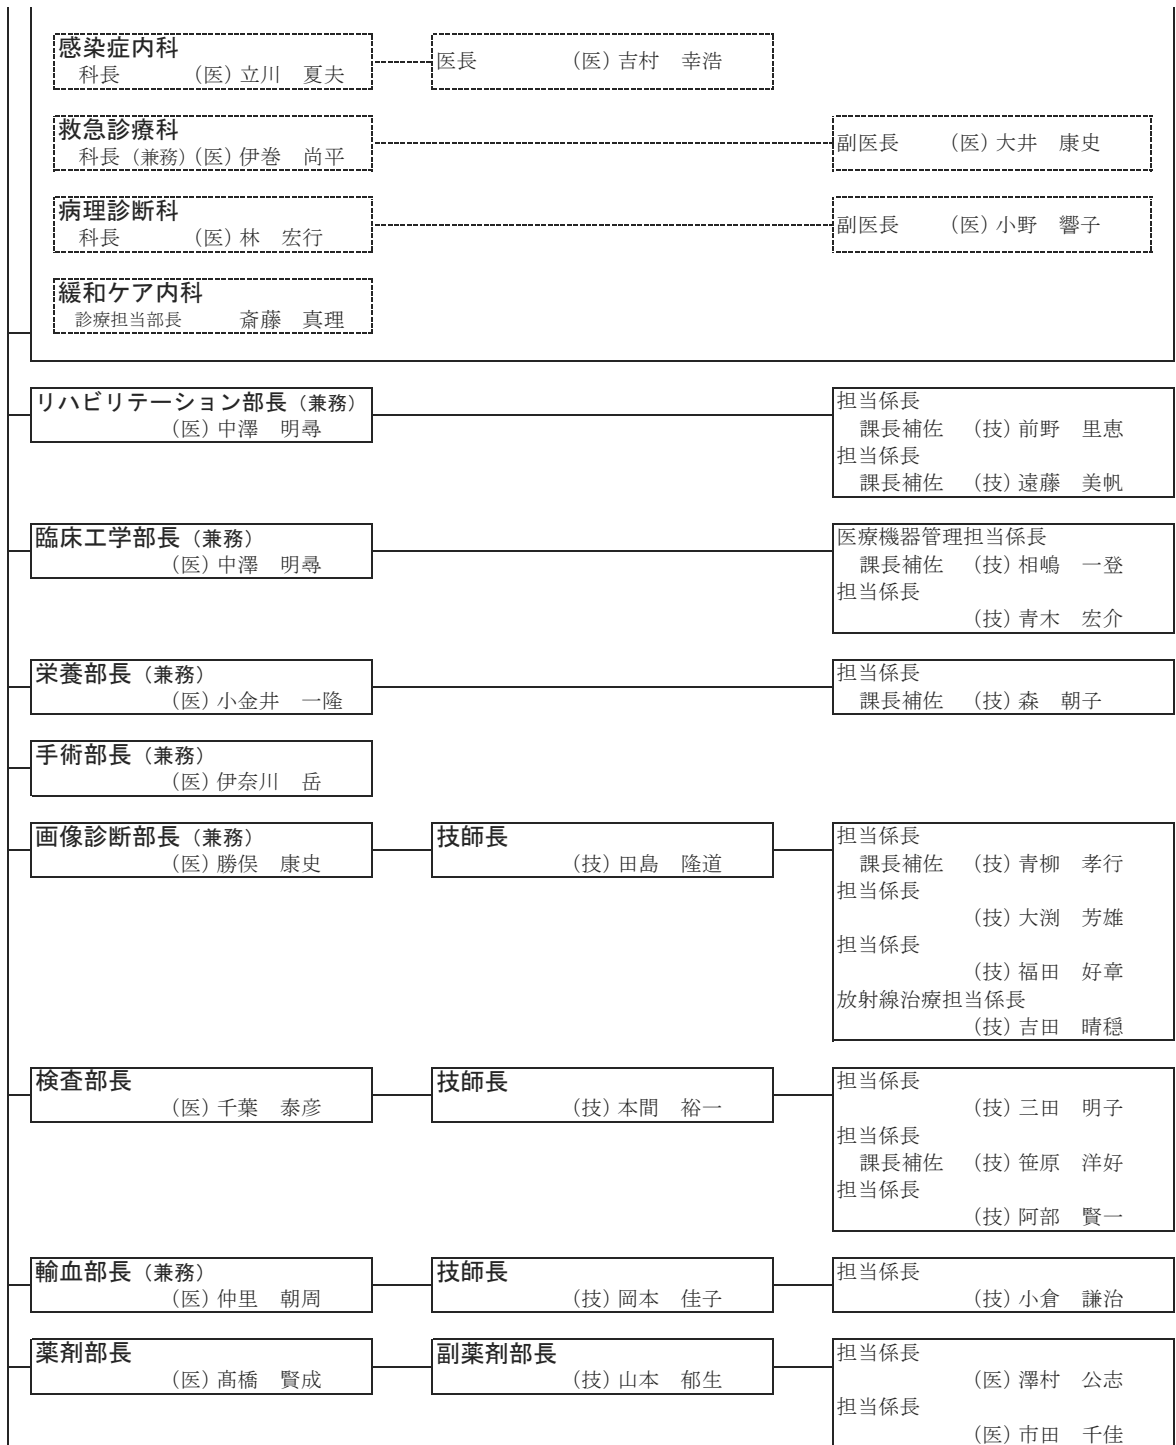 感染症内科
科長 （医）立川 夏夫
医長 （医）吉村 幸浩
救急診療科
科長（兼務）（医）伊巻 尚平
副医長 （医）大井 康史
病理診断科
科長 （医）林 宏行
副医長 （医）小野 響子
緩和ケア内科
診療担当部長 斎藤 真理
リハビリテーション部長（兼務）
（医）中澤 明尋
担当係長
課長補佐 （技）前野 里恵
担当係長
課長補佐 （技）遠藤 美帆
臨床工学部長（兼務）
（医）中澤 明尋
医療機器管理担当係長
課長補佐 （技）相嶋 一登
担当係長
（技）青木 宏介
栄養部長（兼務）
（医）小金井 一隆
担当係長
課長補佐 （技）森 朝子
手術部長（兼務）
（医）伊奈川 岳
画像診断部長（兼務）
（医）勝俣 康史
技師長
（技）田島 隆道
担当係長
課長補佐 （技）青柳 孝行
担当係長
（技）大渕 芳雄
担当係長
（技）福田 好章
放射線治療担当係長
（技）吉田 晴穏
検査部長
（医）千葉 泰彦
技師長
（技）本間 裕一
担当係長
（技）三田 明子
担当係長
課長補佐 （技）笹原 洋好
担当係長
（技）阿部 賢一
輸血部長（兼務）
（医）仲里 朝周
技師長
（技）岡本 佳子
担当係長
（技）小倉 謙治
薬剤部長
（医）髙橋 賢成
副薬剤部長
（技）山本 郁生
担当係長
（医）澤村 公志
担当係長
（医）市田 千佳